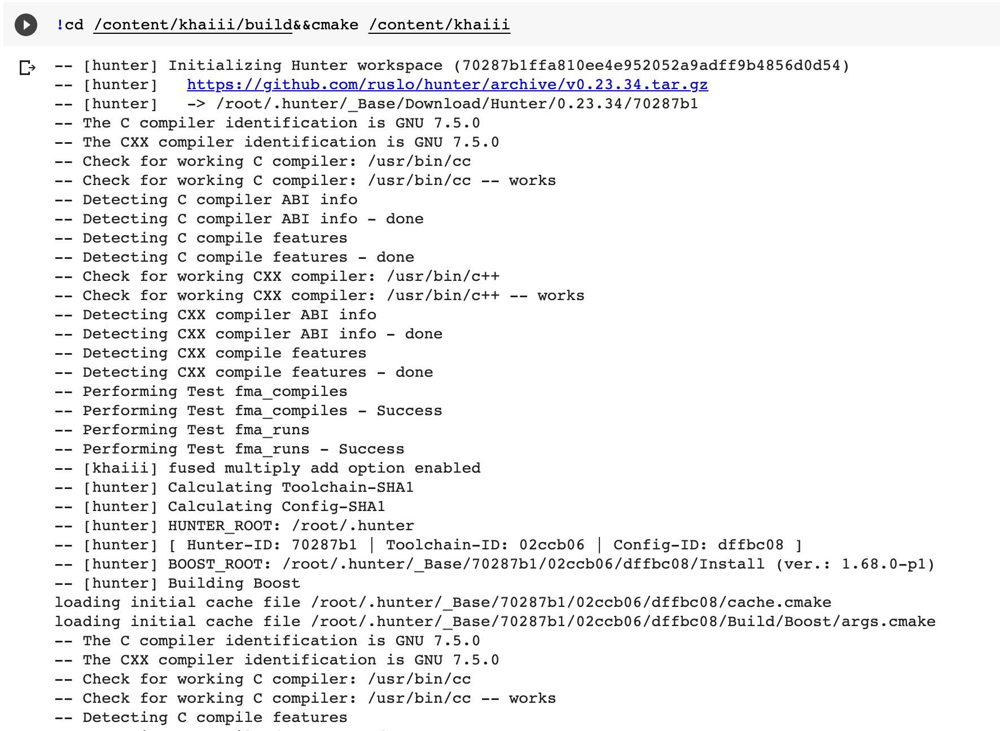 !cd /content/khaiii/build&&cmake /content/khaiii
-- [hunter] Initializing Hunter workspace (70287b1ffa810ee4e952052a9adff9b4856d0d54)
-- [hunter]   https://github.com/ruslo/hunter/archive/v0.23.34.tar.gz
-- [hunter]   -> /root/.hunter/_Base/Download/Hunter/0.23.34/70287b1
-- The C compiler identification is GNU 7.5.0
-- The CXX compiler identification is GNU 7.5.0
-- Check for working C compiler: /usr/bin/cc
-- Check for working C compiler: /usr/bin/cc -- works
-- Detecting C compiler ABI info
-- Detecting C compiler ABI info - done
-- Detecting C compile features
-- Detecting C compile features - done
-- Check for working CXX compiler: /usr/bin/c++
-- Check for working CXX compiler: /usr/bin/c++ -- works
-- Detecting CXX compiler ABI info
-- Detecting CXX compiler ABI info - done
-- Detecting CXX compile features
-- Detecting CXX compile features - done
-- Performing Test fma_compiles
-- Performing Test fma_compiles - Success
-- Performing Test fma_runs
-- Performing Test fma_runs - Success
-- [khaiii] fused multiply add option enabled
-- [hunter] Calculating Toolchain-SHA1
-- [hunter] Calculating Config-SHA1
-- [hunter] HUNTER_ROOT: /root/.hunter
-- [hunter] [ Hunter-ID: 70287b1 | Toolchain-ID: 02ccb06 | Config-ID: dffbc08 ]
-- [hunter] BOOST_ROOT: /root/.hunter/_Base/70287b1/02ccb06/dffbc08/Install (ver.: 1.68.0-p1)
-- [hunter] Building Boost
loading initial cache file /root/.hunter/_Base/70287b1/02ccb06/dffbc08/cache.cmake
loading initial cache file /root/.hunter/_Base/70287b1/02ccb06/dffbc08/Build/Boost/args.cmake
-- The C compiler identification is GNU 7.5.0
-- The CXX compiler identification is GNU 7.5.0
-- Check for working C compiler: /usr/bin/cc
-- Check for working C compiler: /usr/bin/cc -- works
-- Detecting C compile features